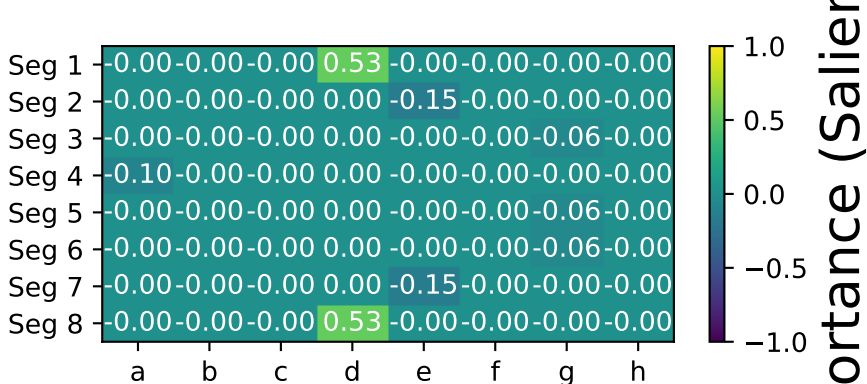 Seg 1 -0.00 -0.00 -0.00 0.53 -0.00 -0.00 -0.00 -0.00
Seg 2 -0.00 -0.00 -0.00 0.00 -0.15 -0.00 -0.00 -0.00
Seg 3 -0.00 -0.00 -0.00 0.00 -0.00 -0.00 -0.06 -0.00
Seg 4 -0.10 -0.00 -0.00 0.00 -0.00 -0.00 -0.00 -0.00
Seg 5 -0.00 -0.00 -0.00 0.00 -0.00 -0.00 -0.06 -0.00
Seg 6 -0.00 -0.00 -0.00 0.00 -0.00 -0.00 -0.06 -0.00
Seg 7 -0.00 -0.00 -0.00 0.00 -0.15 -0.00 -0.00 -0.00
Seg 8 -0.00 -0.00 -0.00 0.53 -0.00 -0.00 -0.00 -0.00
a b c d e f g h
1.0
0.5
0.0
−0.5
−1.0
ortance (Salien